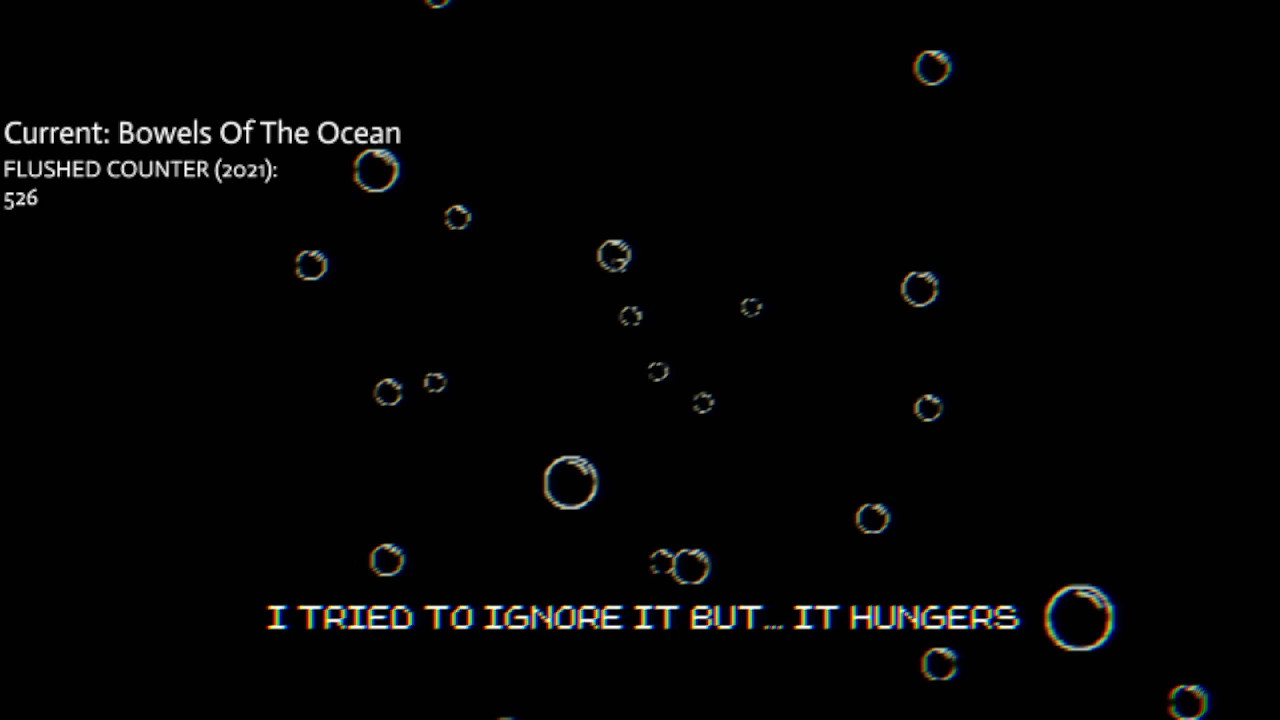 Current: Bowels Of The Ocean
FLUSHED COUNTER (2021):
526
I TRIED TO IGNORE IT BUT... IT HUNGERS